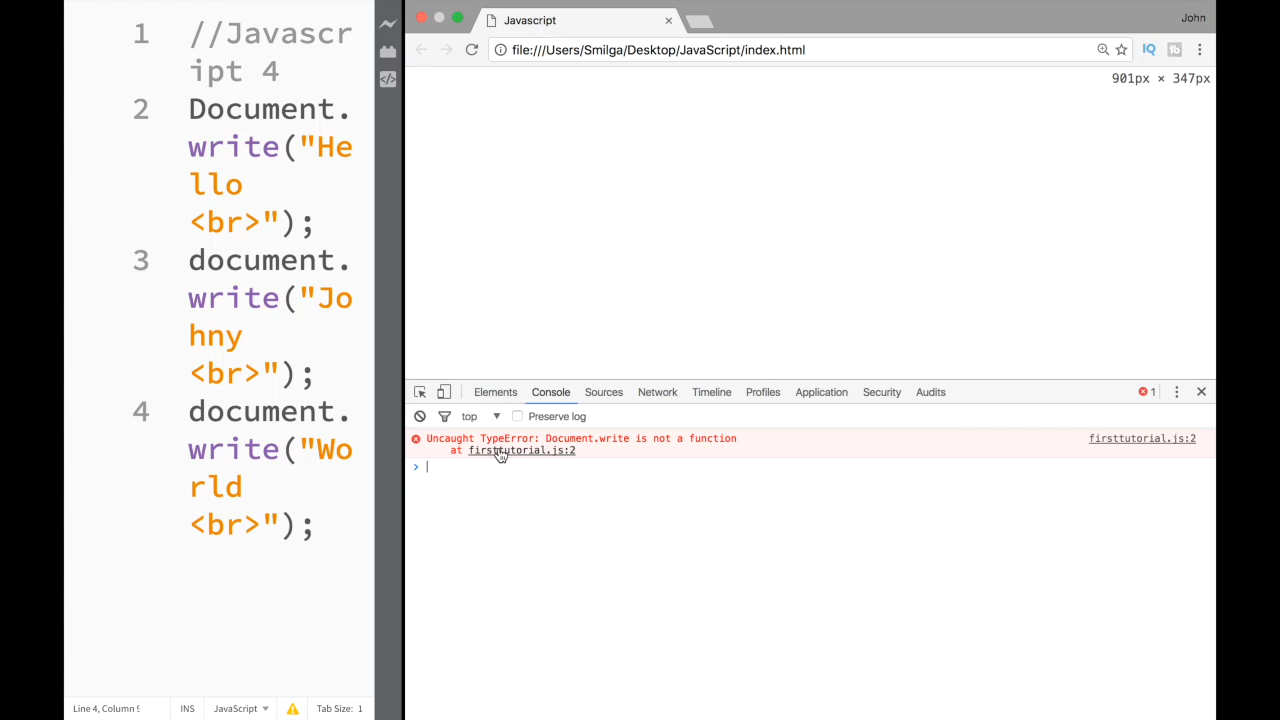 1 //Javascr
ipt 4
2 Document.
write("He
llo
<br>");
3 document.
write("Jo
hny
<br>");
4 document.
write("Wo
rld
<br>");
Line 4, Column 9
INS
JavaScript
Tab Size: 1
Javascript
John
file:///Users/Smilga/Desktop/JavaScript/index.html
IQ
tb
901px × 347px
Elements Console Sources Network Timeline Profiles Application Security Audits 1
top Preserve log
Uncaught TypeError: Document.write is not a function firsttutorial.js:2
at firsttutorial.js:2